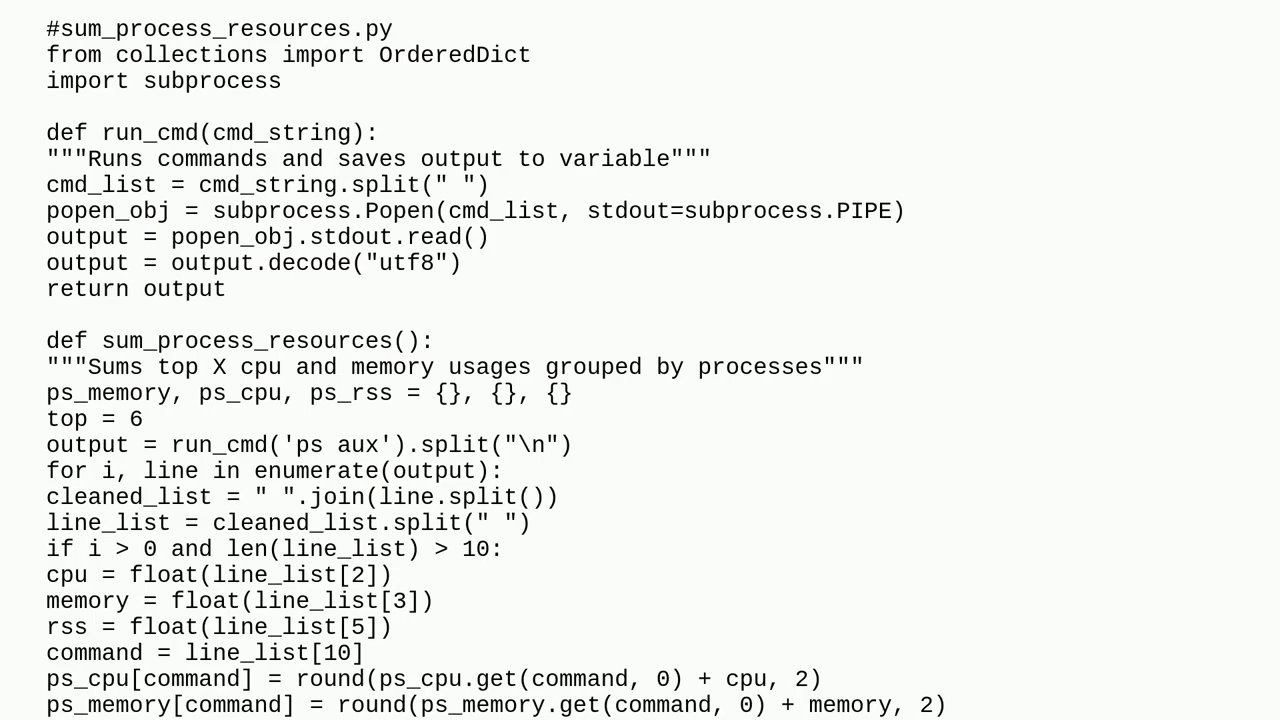 #sum_process_resources.py
from collections import OrderedDict
import subprocess
def run_cmd(cmd_string):
"""Runs commands and saves output to variable"""
cmd_list = cmd_string.split(" ")
popen_obj = subprocess.Popen(cmd_list, stdout=subprocess.PIPE)
output = popen_obj.stdout.read()
output = output.decode("utf8")
return output
def sum_process_resources():
"""Sums top X cpu and memory usages grouped by processes"""
ps_memory, ps_cpu, ps_rss = {}, {}, {}
top = 6
output = run_cmd('ps aux').split("\n")
for i, line in enumerate(output):
cleaned_list = " ".join(line.split())
line_list = cleaned_list.split(" ")
if i > 0 and len(line_list) > 10:
cpu = float(line_list[2])
memory = float(line_list[3])
rss = float(line_list[5])
command = line_list[10]
ps_cpu[command] = round(ps_cpu.get(command, 0) + cpu, 2)
ps_memory[command] = round(ps_memory.get(command, 0) + memory, 2)